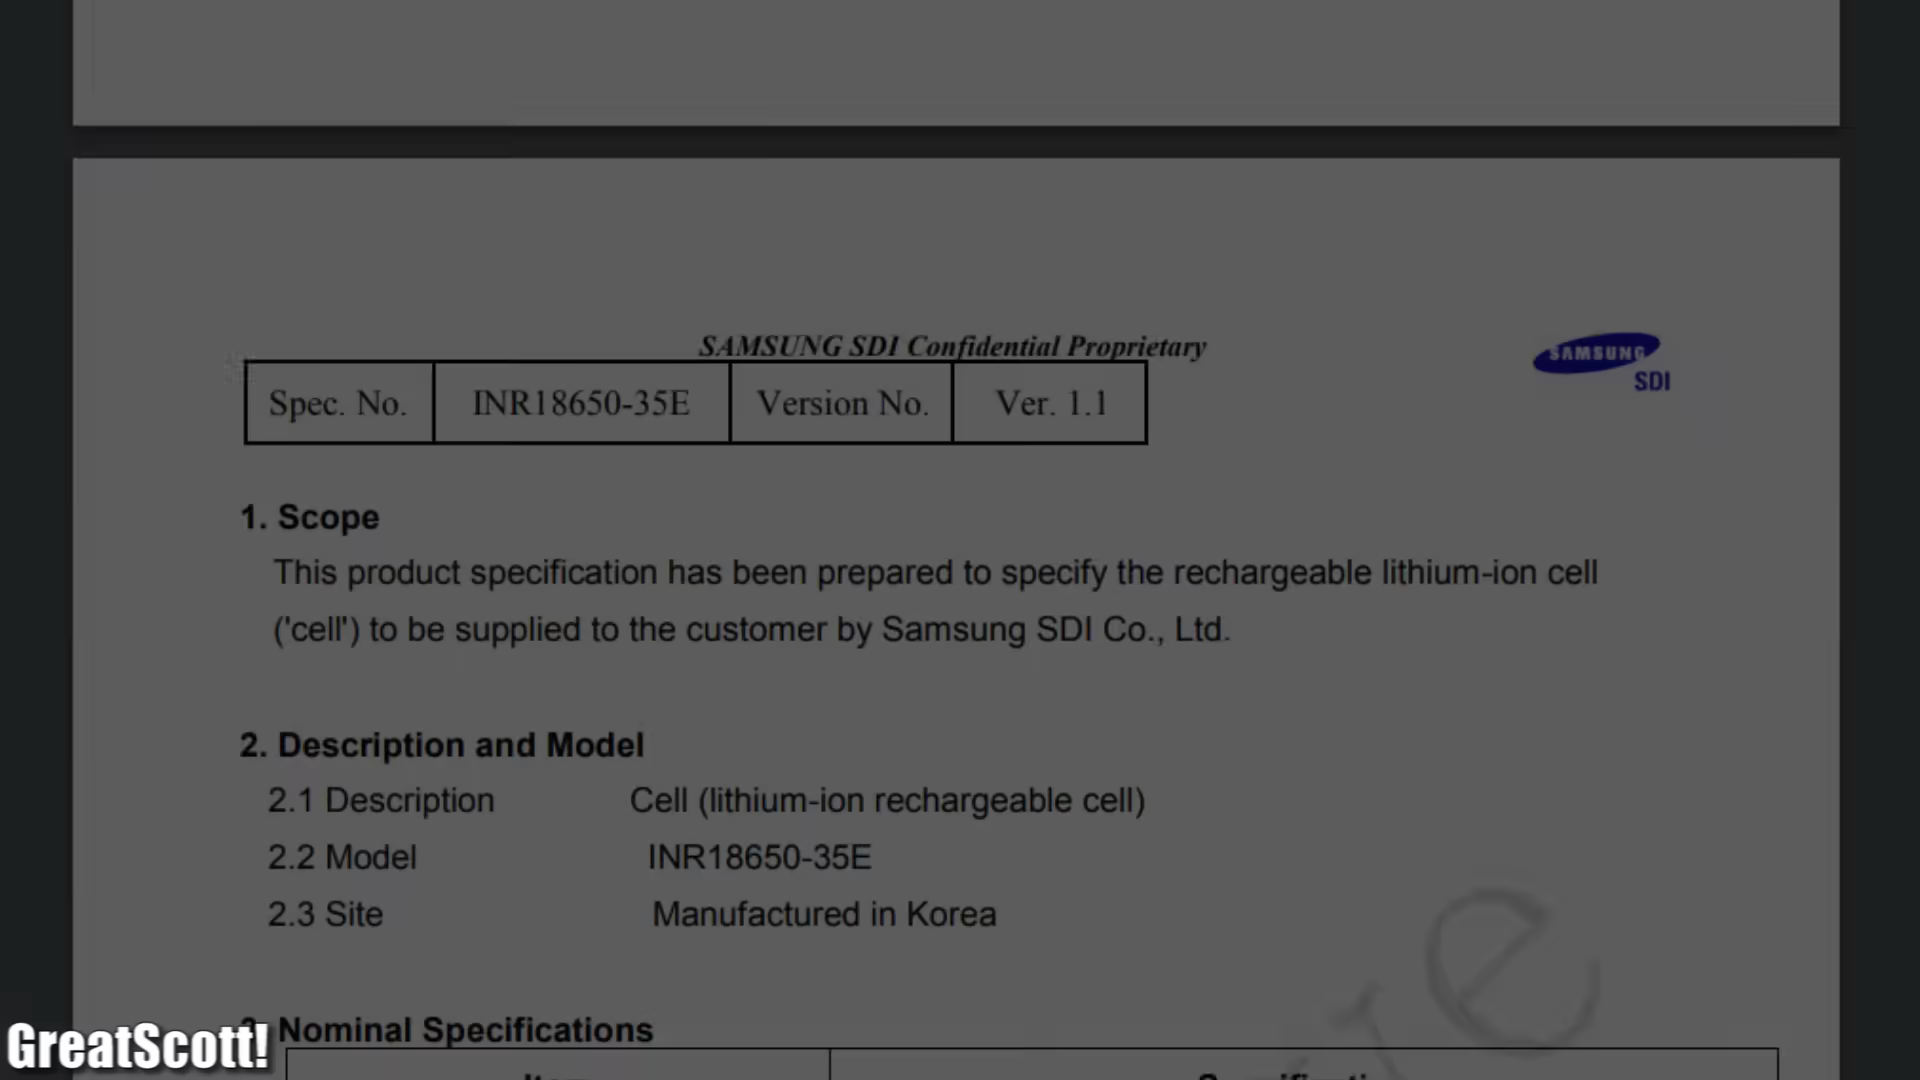 SAMSUNG SDI Confidential Proprietary
SAMSUNG
SDI
Spec. No. INR18650-35E Version No. Ver. 1.1
1. Scope
This product specification has been prepared to specify the rechargeable lithium-ion cell
('cell') to be supplied to the customer by Samsung SDI Co., Ltd.
2. Description and Model
2.1 Description Cell (lithium-ion rechargeable cell)
2.2 Model INR18650-35E
2.3 Site Manufactured in Korea
Nominal Specifications
GreatScott!